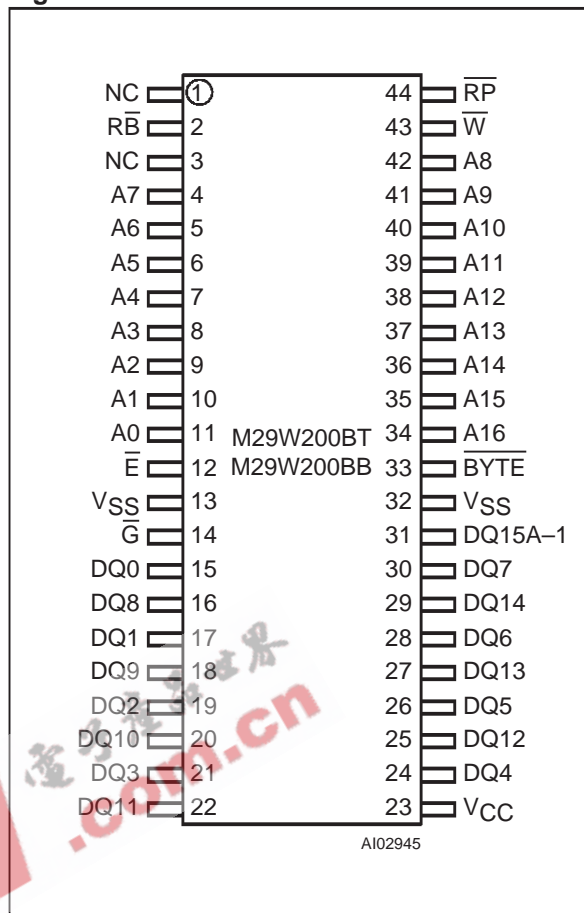 NC 1 44 R̅P̅
RB̅ 2 43 W̅
NC 3 42 A8
A7 4 41 A9
A6 5 40 A10
A5 6 39 A11
A4 7 38 A12
A3 8 37 A13
A2 9 36 A14
A1 10 35 A15
A0 11 M29W200BT 34 A16
E̅ 12 M29W200BB 33 B̅Y̅T̅E̅
VSS 13 32 VSS
G̅ 14 31 DQ15A–1
DQ0 15 30 DQ7
DQ8 16 29 DQ14
DQ1 17 28 DQ6
DQ9 18 27 DQ13
DQ2 19 26 DQ5
DQ10 20 25 DQ12
DQ3 21 24 DQ4
DQ11 22 23 VCC
AI02945
.com.cn